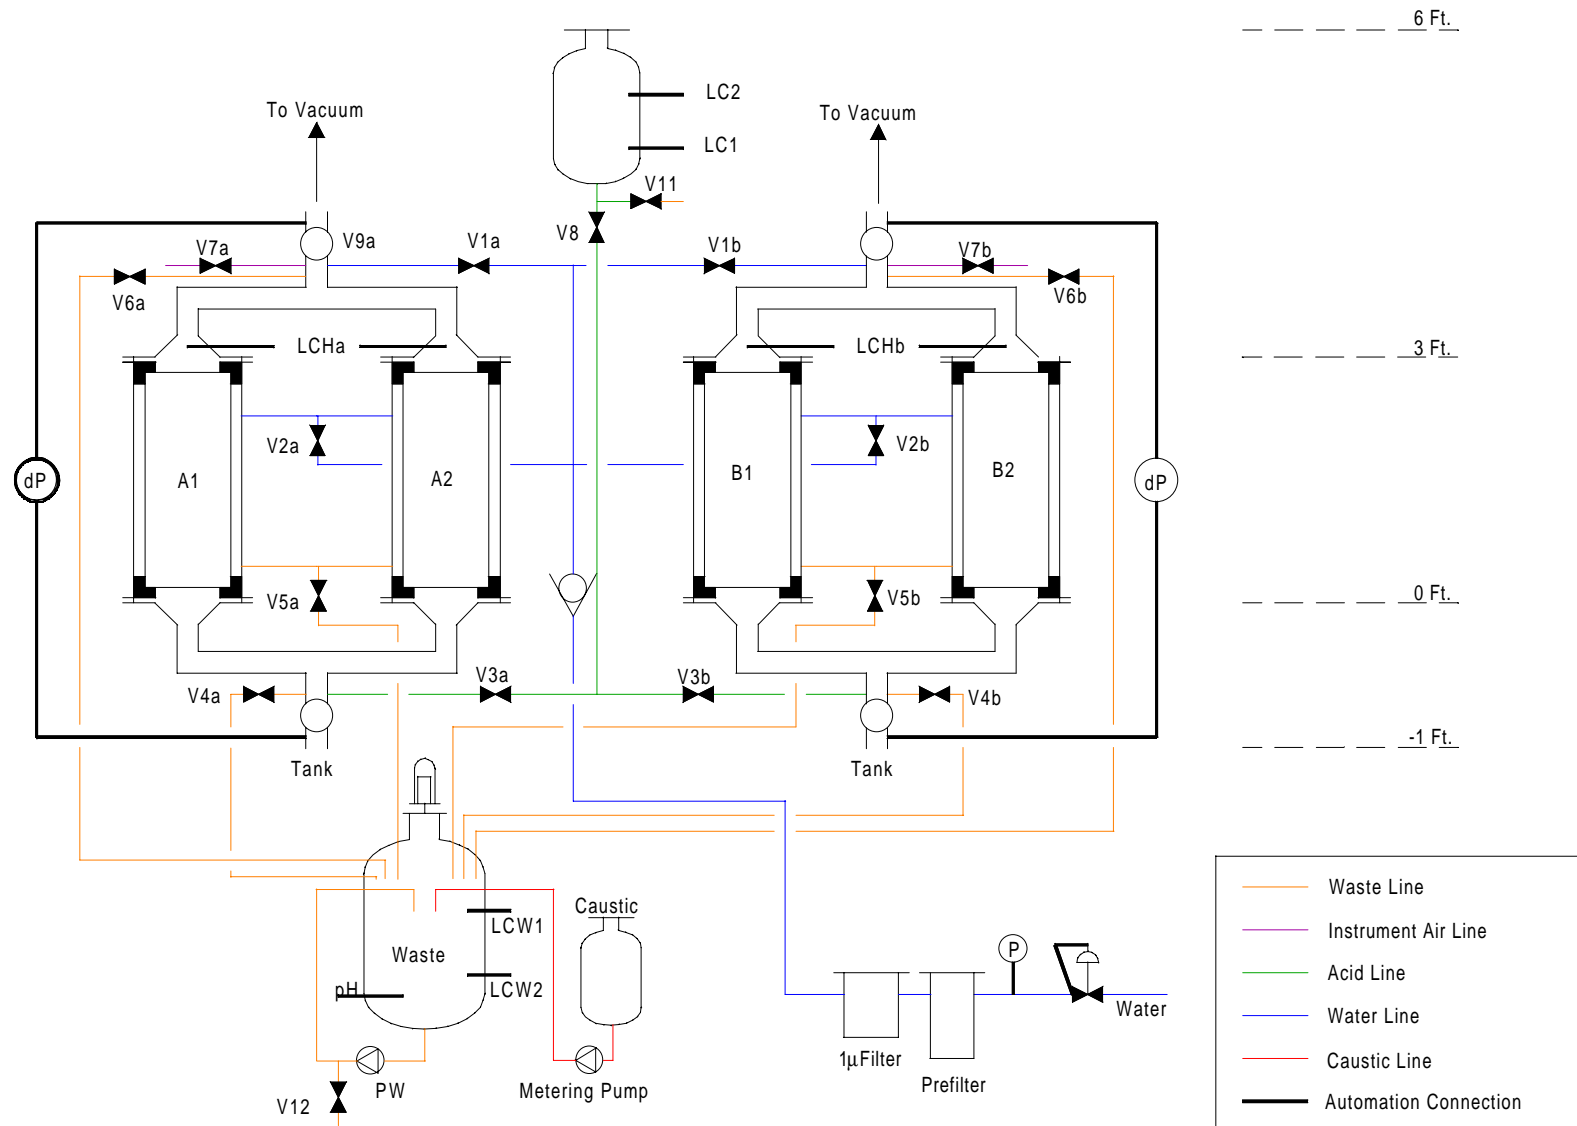 6 Ft.
LC2
To Vacuum
To Vacuum
LC1
V11
V8
V9a
V7a
V1a
V1b
V7b
V6a
V6b
LCHa
LCHb
3 Ft.
V2a
V2b
A1
A2
B1
B2
dP
dP
V5a
V5b
0 Ft.
V4a
V3a
V3b
V4b
-1 Ft.
Tank
Tank
Waste Line
Caustic
LCW1
Instrument Air Line
Waste
P
Acid Line
pH
LCW2
Water
Water Line
1μFilter
Caustic Line
Prefilter
PW
Metering Pump
V12
Automation Connection